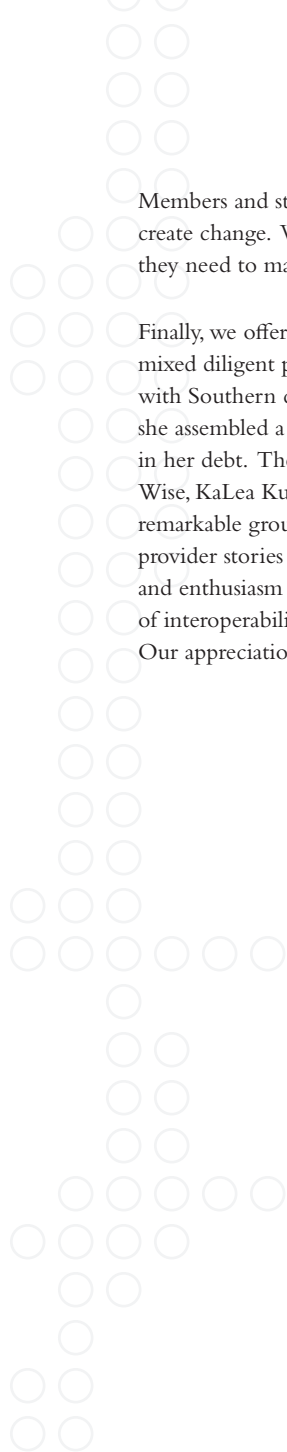 Members and st
create change. V
they need to ma
Finally, we offer
mixed diligent p
with Southern
she assembled a
in her debt. The
Wise, KaLea Ku
remarkable grou
provider stories
and enthusiasm
of interoperabili
Our appreciatio